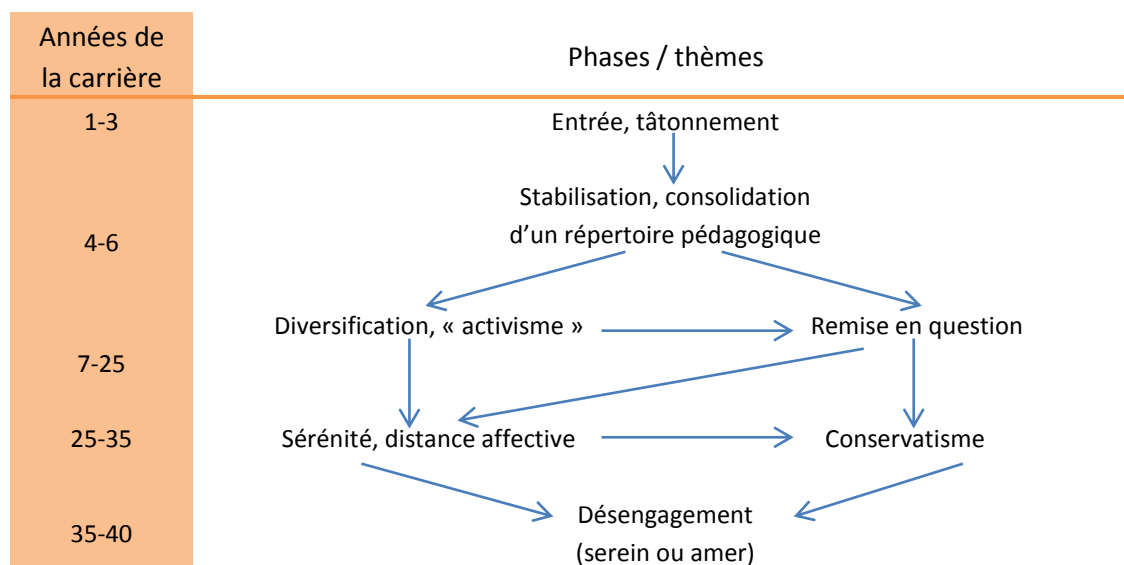 Années de
la carrière
Phases / thèmes
1-3
Entrée, tâtonnement
Stabilisation, consolidation
d'un répertoire pédagogique
4-6
Diversification, « activisme »
Remise en question
7-25
25-35
Sérénité, distance affective
Conservatisme
Désengagement
35-40
(serein ou amer)